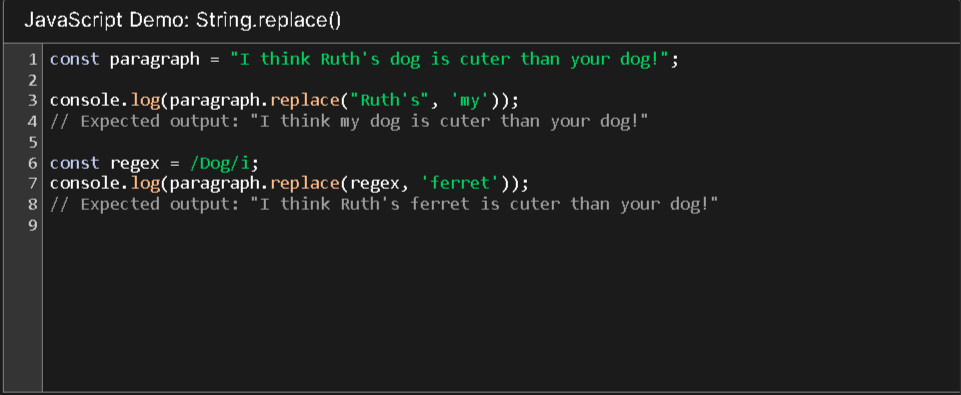 JavaScript Demo: String.replace()
1 const paragraph = "I think Ruth's dog is cuter than your dog!";
2
3 console.log(paragraph.replace("Ruth's", 'my'));
4 // Expected output: "I think my dog is cuter than your dog!"
5
6 const regex = /Dog/i;
7 console.log(paragraph.replace(regex, 'ferret'));
8 // Expected output: "I think Ruth's ferret is cuter than your dog!"
9